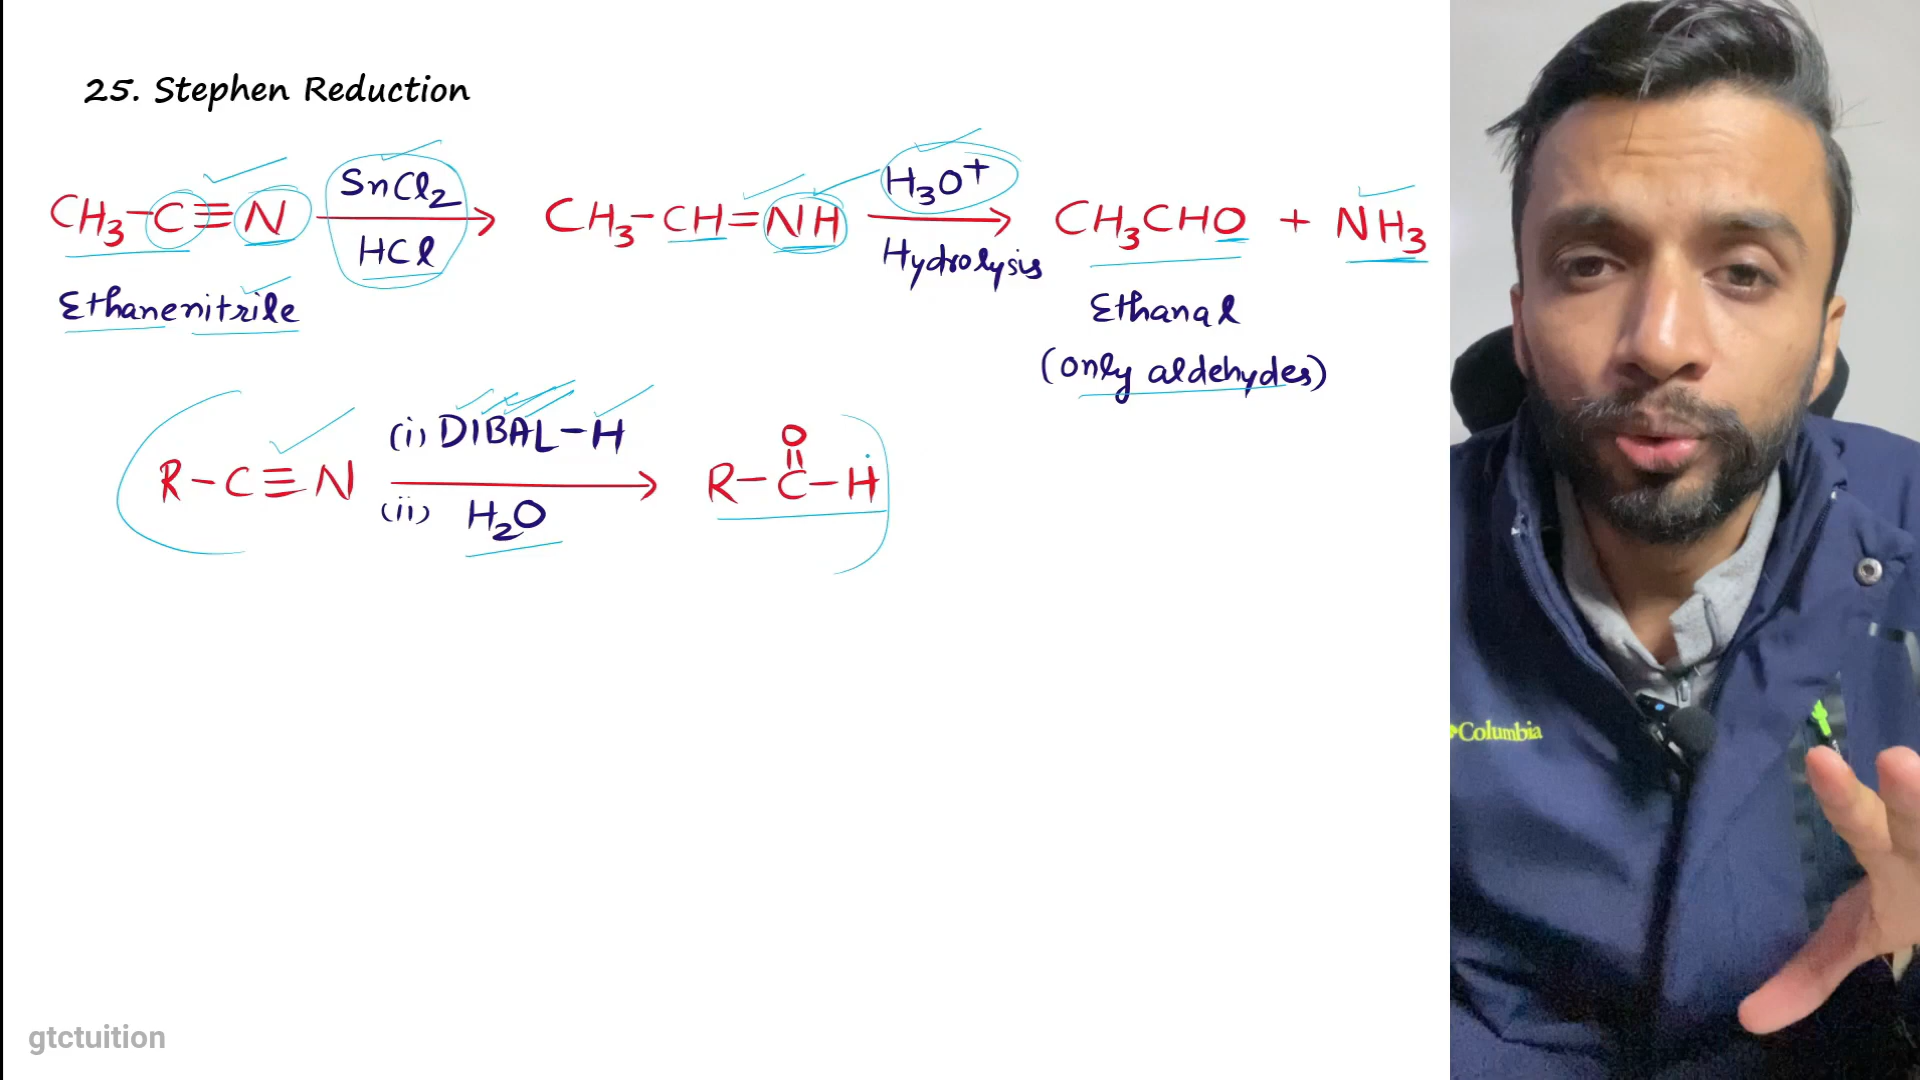 25. Stephen Reduction
CH₃-C≡N SnCl₂ HCl → CH₃-CH=NH H₃O⁺ Hydrolysis → CH₃CHO + NH₃
Ethanenitrile
Ethanal
(only aldehydes)
R-C≡N (i) DIBAL-H (ii) H₂O → R-C(=O)-H
Columbia
gtctuition